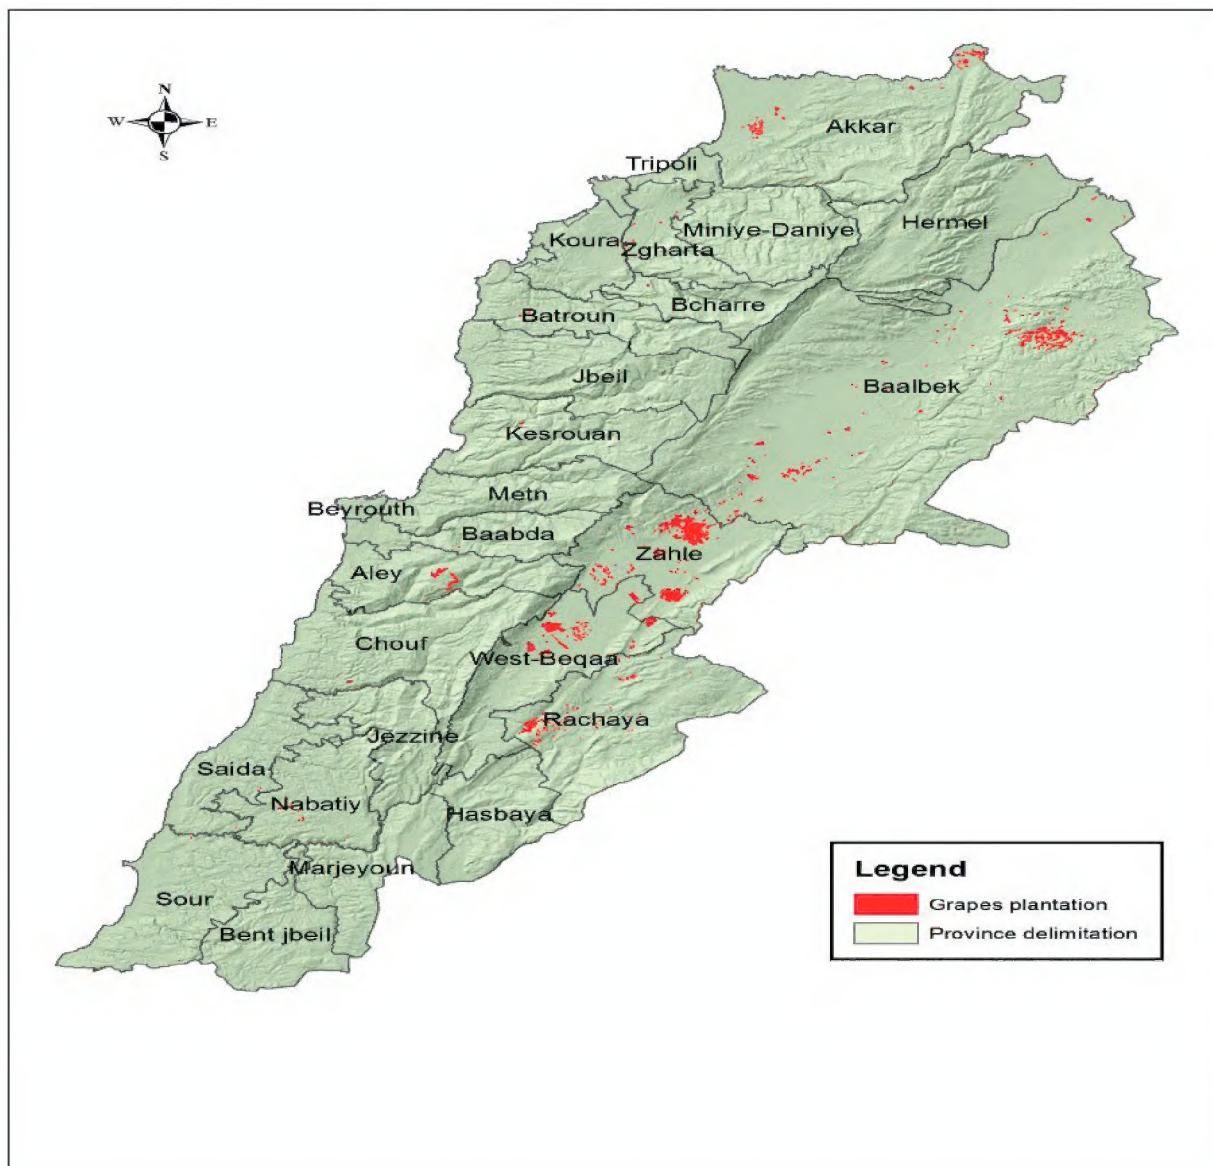 N
W E
S
Akkar
Tripoli
Miniye-Daniye
Hermel
Koura
Zgharta
Bcharre
Batroun
Jbeil
Baalbek
Kesrouan
Metn
Beyrouth
Baabda
Zahle
Aley
Chouf
West-Beqaa
Rachaya
Jezzine
Saida
Nabatiy
Hasbaya
Marjeyoun
Sour
Bent jbeil
Legend
Grapes plantation
Province delimitation